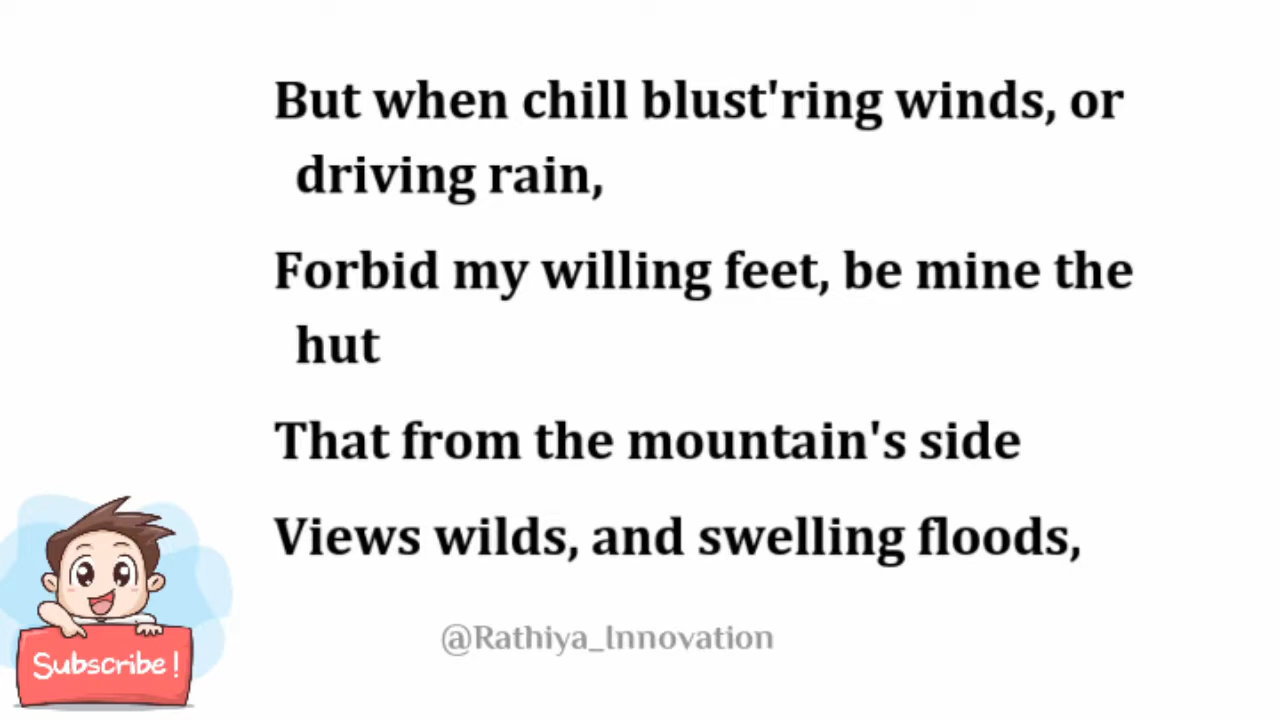 But when chill blust'ring winds, or
driving rain,
Forbid my willing feet, be mine the
hut
That from the mountain's side
Views wilds, and swelling floods,
@Rathiya_Innovation
Subscribe!